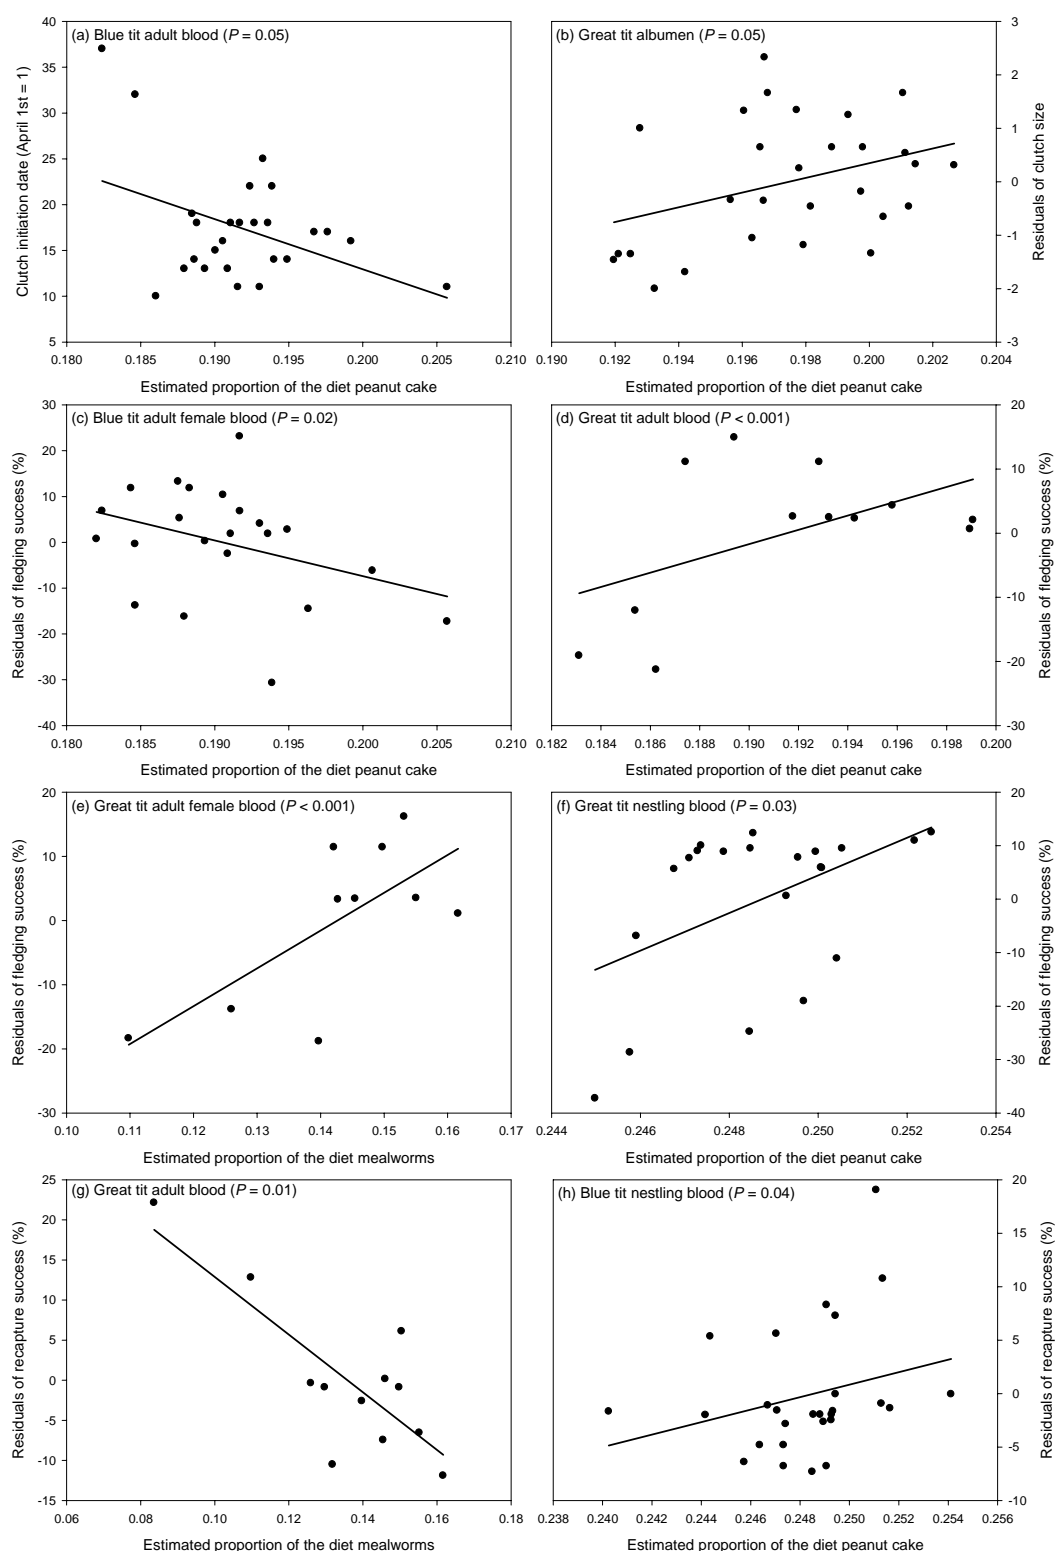 (a) Blue tit adult blood (P = 0.05)
Clutch initiation date (April 1st = 1)
40
35
30
25
20
15
10
5
0.180 0.185 0.190 0.195 0.200 0.205 0.210
Estimated proportion of the diet peanut cake
(b) Great tit albumen (P = 0.05)
3
2
1
0
-1
-2
-3
Residuals of clutch size
0.190 0.192 0.194 0.196 0.198 0.200 0.202 0.204
Estimated proportion of the diet peanut cake
(c) Blue tit adult female blood (P = 0.02)
Residuals of fledging success (%)
30
20
10
0
-10
-20
-30
-40
0.180 0.185 0.190 0.195 0.200 0.205 0.210
Estimated proportion of the diet peanut cake
(d) Great tit adult blood (P < 0.001)
20
10
0
-10
-20
-30
Residuals of fledging success (%)
0.182 0.184 0.186 0.188 0.190 0.192 0.194 0.196 0.198 0.200
Estimated proportion of the diet peanut cake
(e) Great tit adult female blood (P < 0.001)
Residuals of fledging success (%)
20
10
0
-10
-20
-30
0.10 0.11 0.12 0.13 0.14 0.15 0.16 0.17
Estimated proportion of the diet mealworms
(f) Great tit nestling blood (P = 0.03)
20
10
0
-10
-20
-30
-40
Residuals of fledging success (%)
0.244 0.246 0.248 0.250 0.252 0.254
Estimated proportion of the diet peanut cake
(g) Great tit adult blood (P = 0.01)
Residuals of recapture success (%)
25
20
15
10
5
0
-5
-10
-15
0.06 0.08 0.10 0.12 0.14 0.16 0.18
Estimated proportion of the diet mealworms
(h) Blue tit nestling blood (P = 0.04)
20
15
10
5
0
-5
-10
Residuals of recapture success (%)
0.238 0.240 0.242 0.244 0.246 0.248 0.250 0.252 0.254 0.256
Estimated proportion of the diet peanut cake